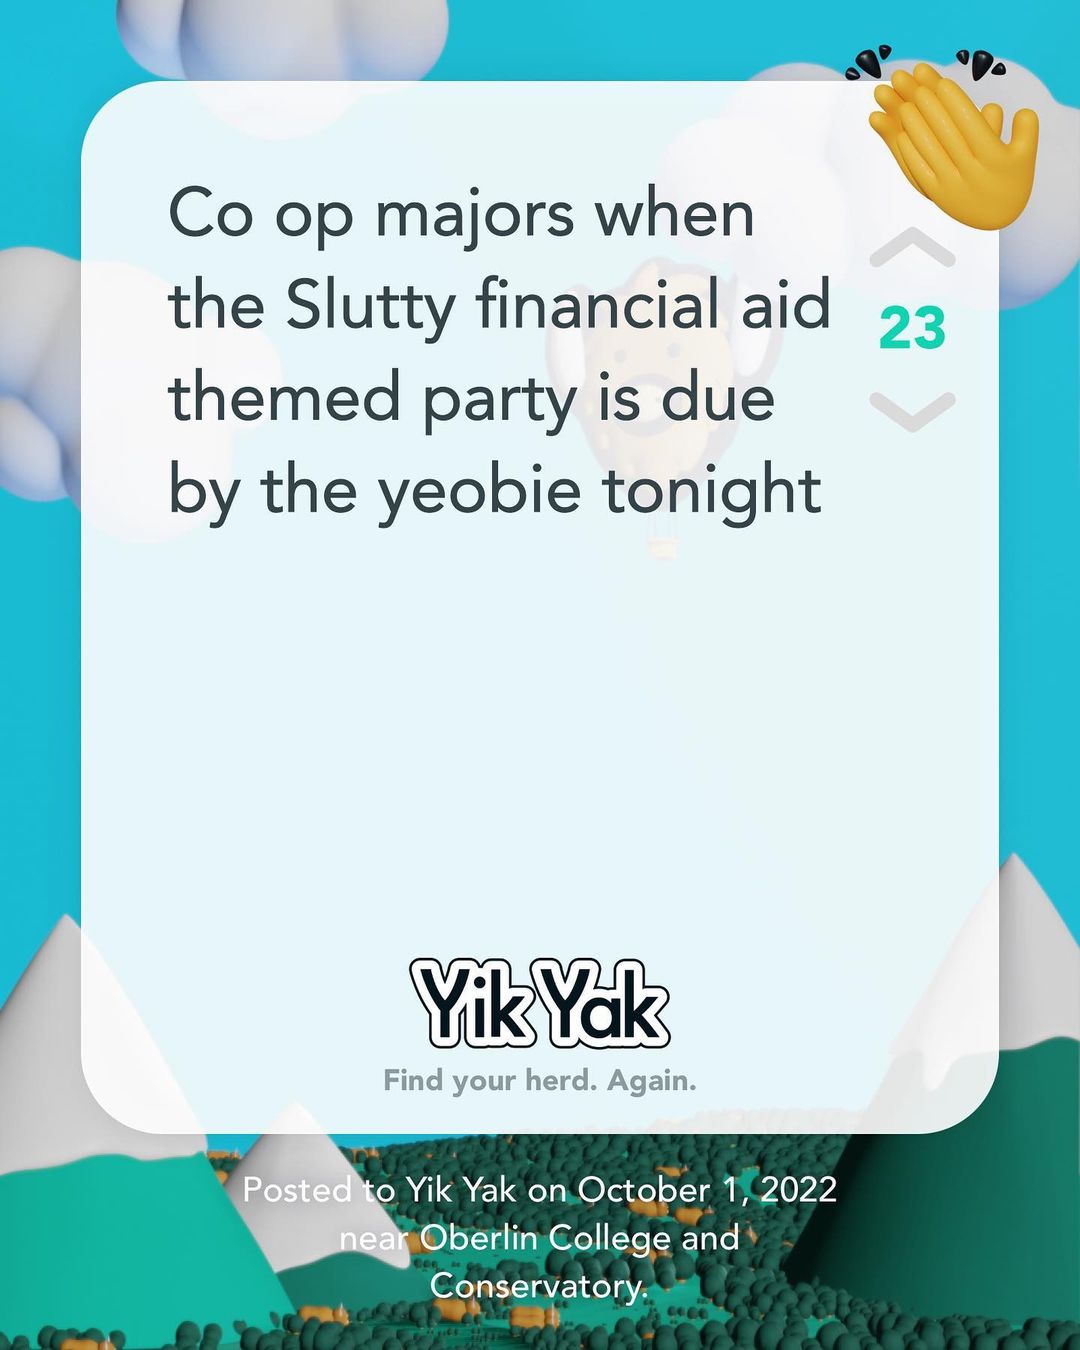 Co op majors when
the Slutty financial aid
themed party is due
by the yeobie tonight
23
Yik Yak
Find your herd. Again.
Posted to Yik Yak on October 1, 2022
near Oberlin College and
Conservatory.